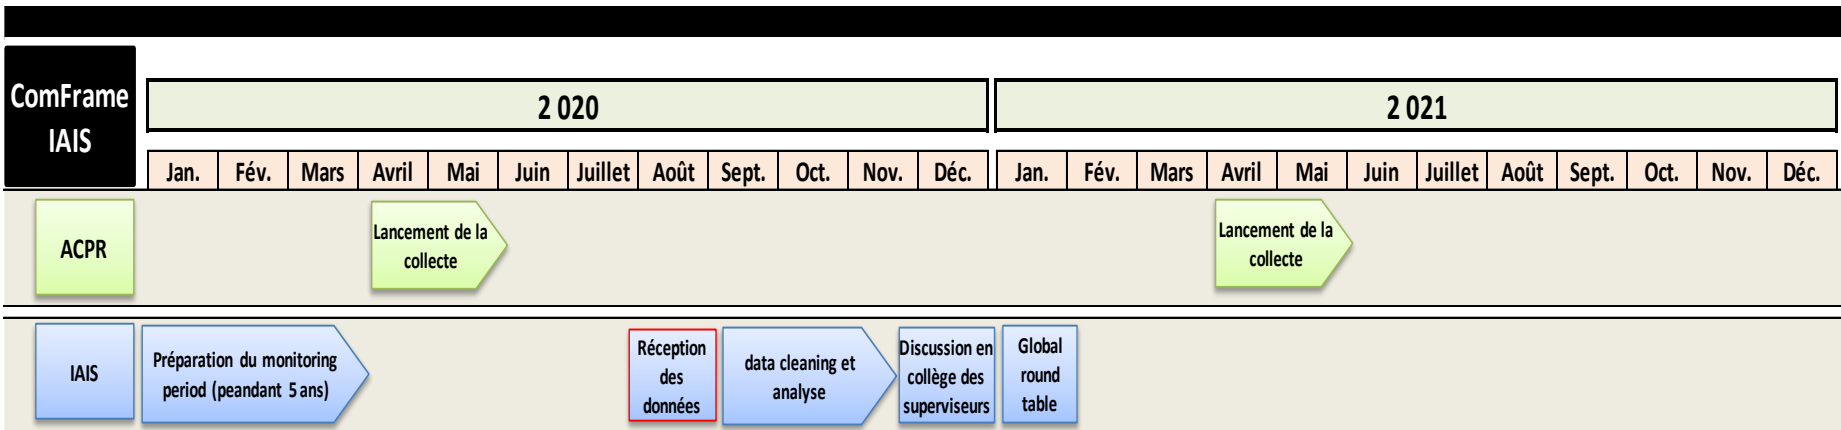 ComFrame
IAIS
2 020
2 021
Jan. Fév. Mars Avril Mai Juin Juillet Août Sept. Oct. Nov. Déc. Jan. Fév. Mars Avril Mai Juin Juillet Août Sept. Oct. Nov. Déc.
ACPR
Lancement de la
collecte
Lancement de la
collecte
IAIS
Préparation du monitoring
period (peandant 5 ans)
Réception
des
données
data cleaning et
analyse
Discussion en
collège des
superviseurs
Global
round
table